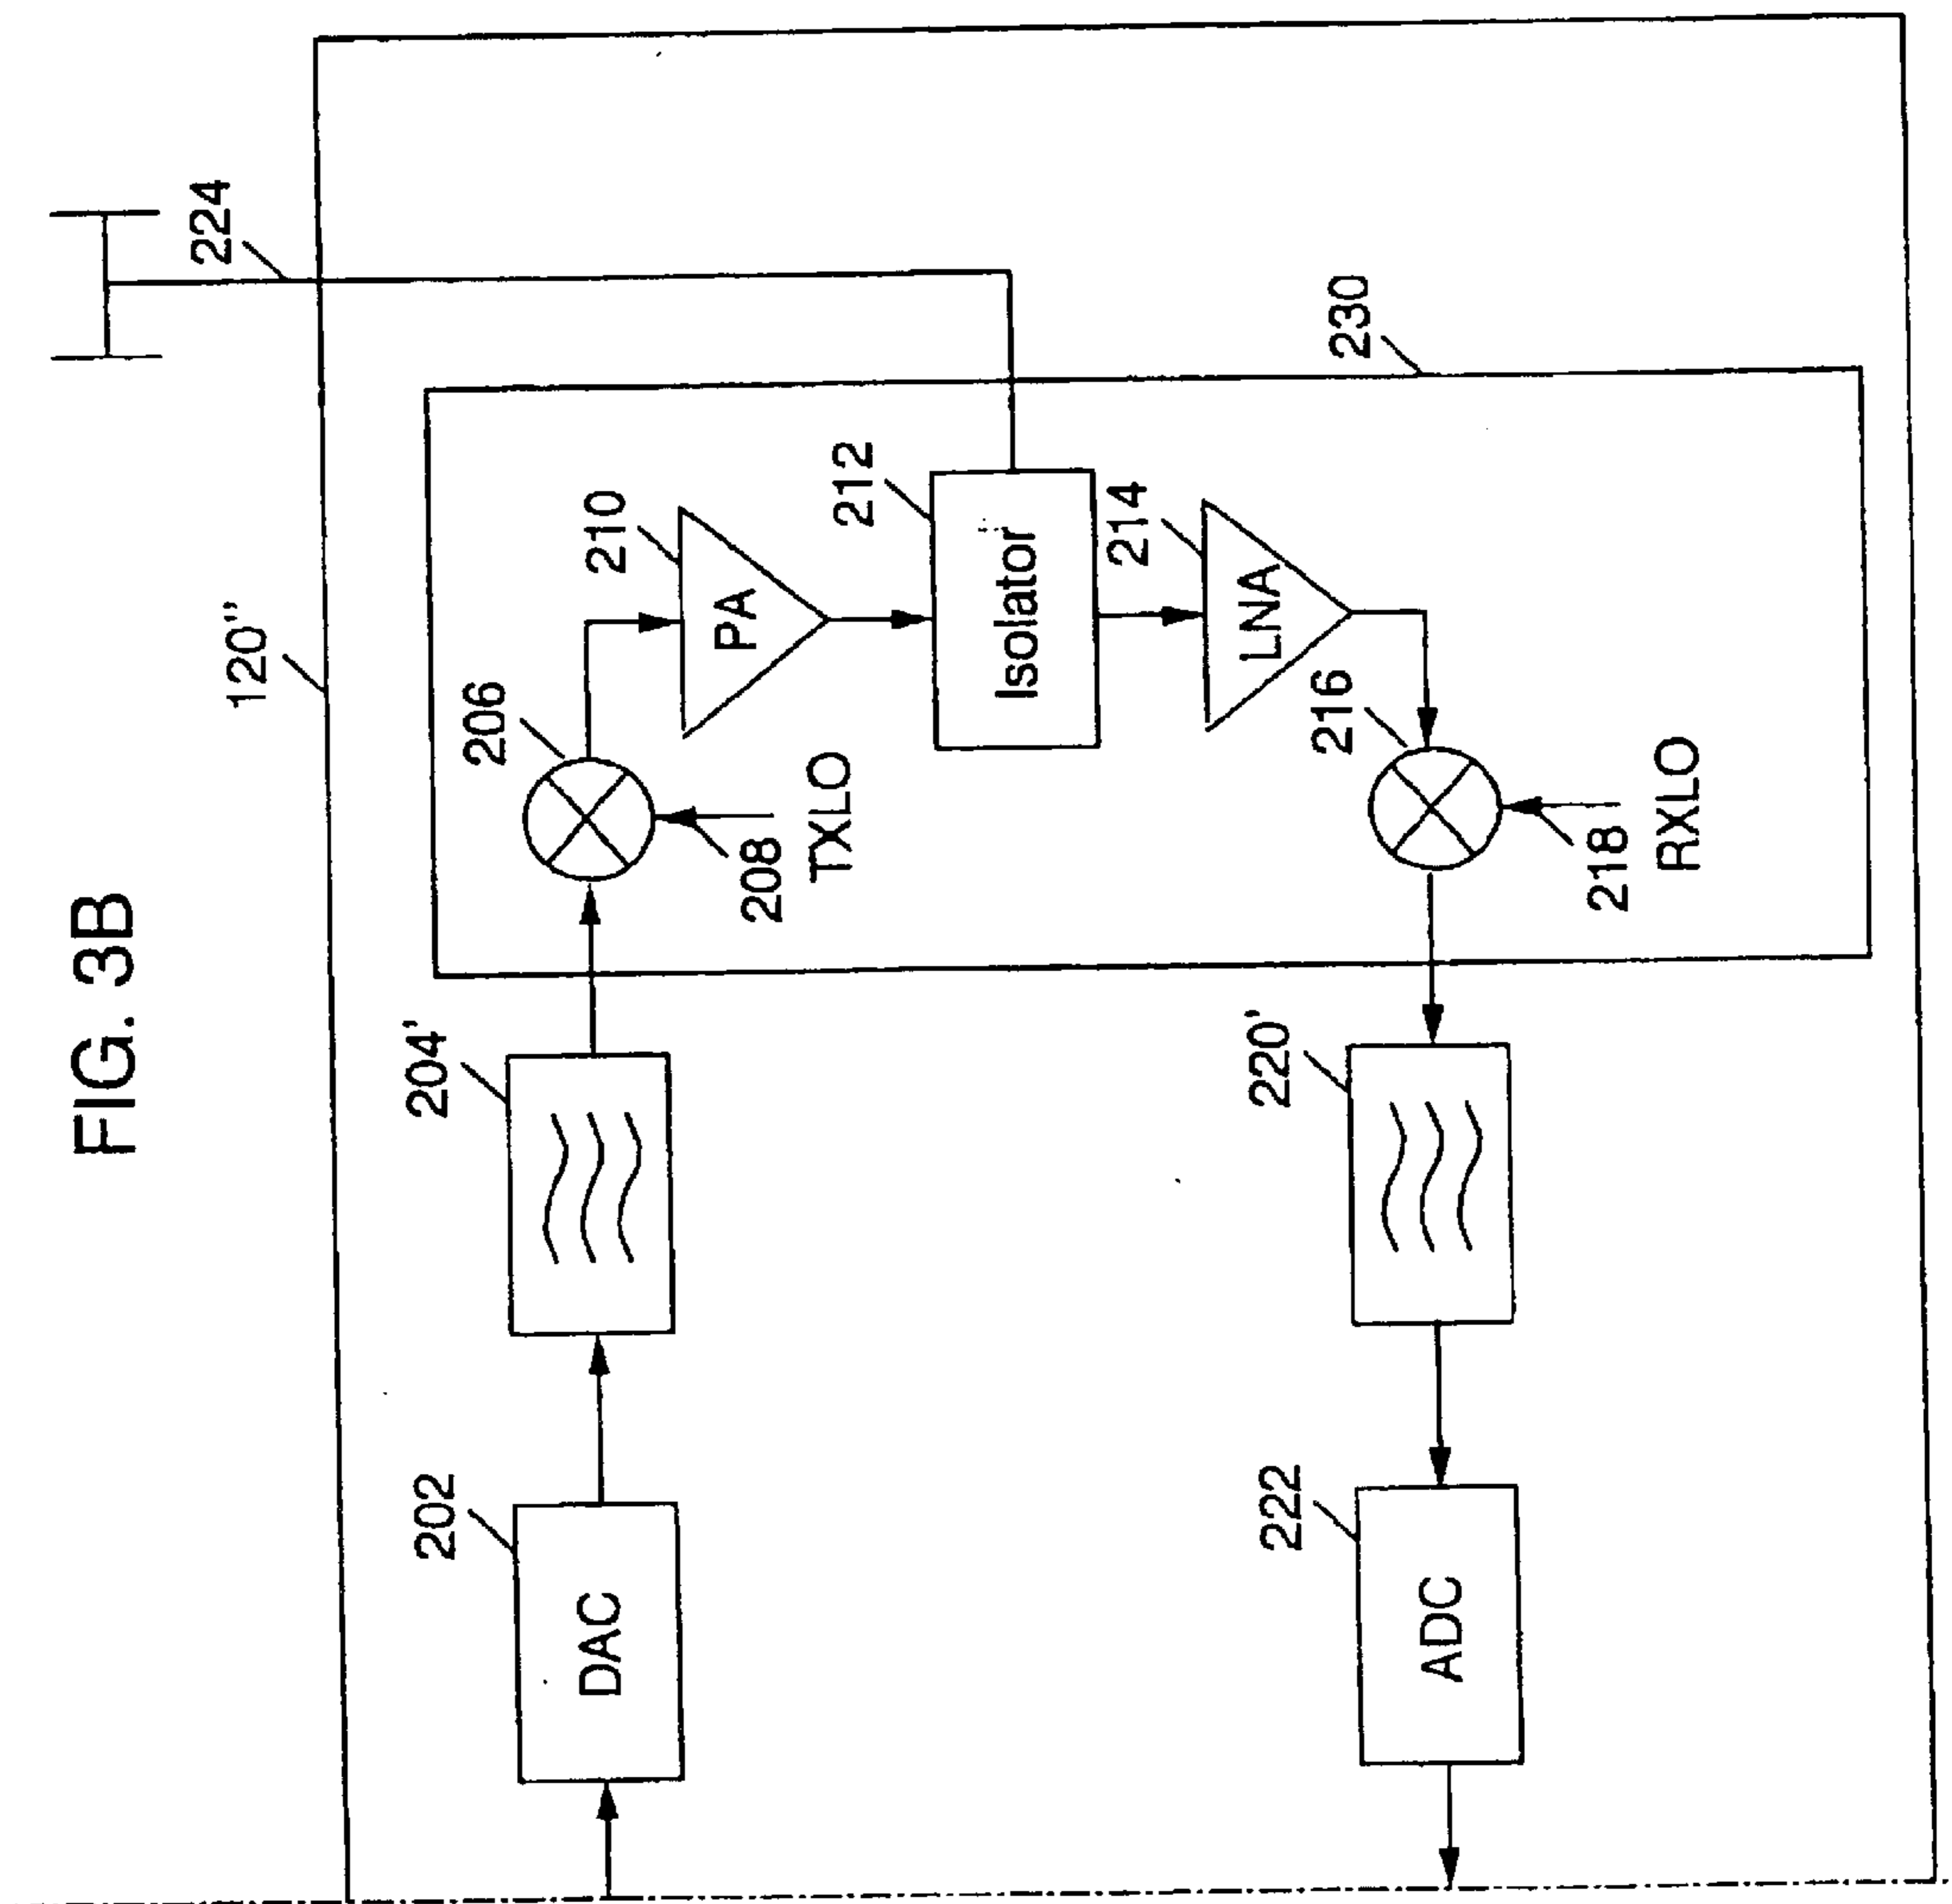 FIG. 3B
120"
224
202
DAC
204'
206
208
TXLO
210
PA
212
Isolator
214
LNA
216
218
RXLO
220'
222
ADC
230